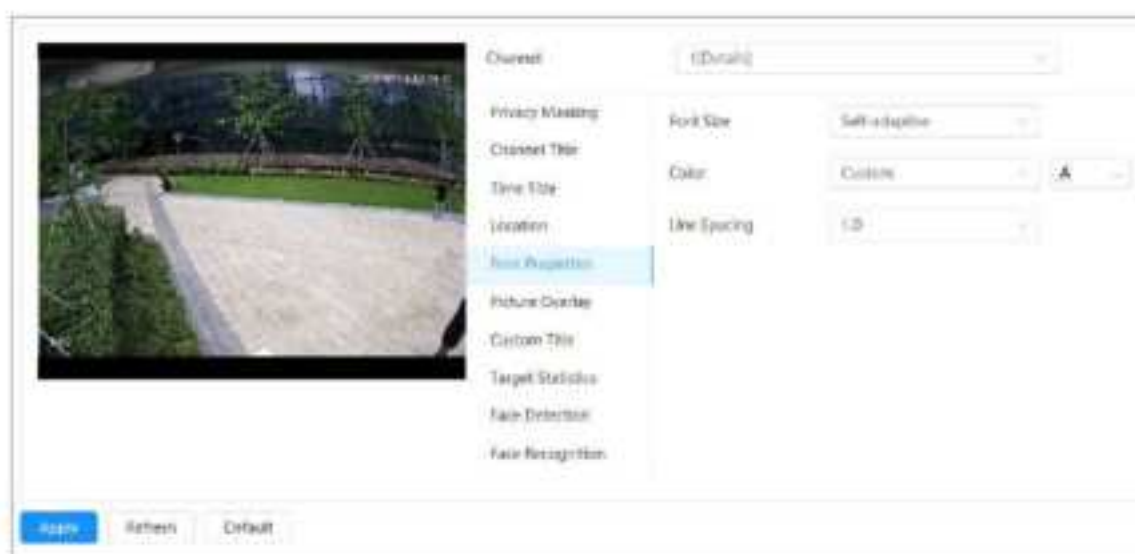 Channel
Privacy Masking
Channel Title
Time Title
Location
Font Properties
Picture Overlay
Custom Title
Target Statistics
Face Detection
Face Recognition
Font Size Self-adaptive
Color Custom A
Line Spacing 1.0
Apply Refresh Default